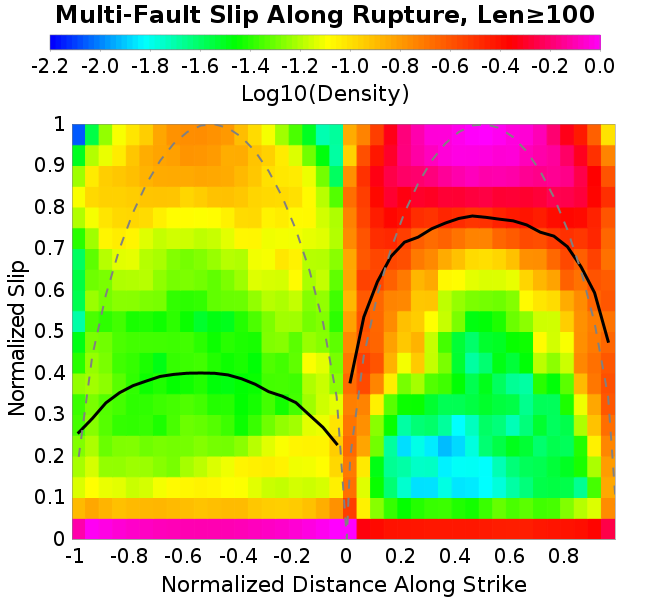 Multi-Fault Slip Along Rupture, Len≥100
-2.2 -2.0 -1.8 -1.6 -1.4 -1.2 -1.0 -0.8 -0.6 -0.4 -0.2 0.0
Log10(Density)
1
0.9
0.8
0.7
0.6
0.5
0.4
0.3
0.2
0.1
0
Normalized Slip
-1 -0.8 -0.6 -0.4 -0.2 0 0.2 0.4 0.6 0.8
Normalized Distance Along Strike